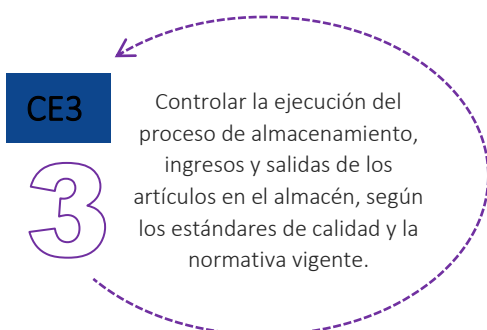 CE3
3
Controlar la ejecución del
proceso de almacenamiento,
ingresos y salidas de los
artículos en el almacén, según
los estándares de calidad y la
normativa vigente.